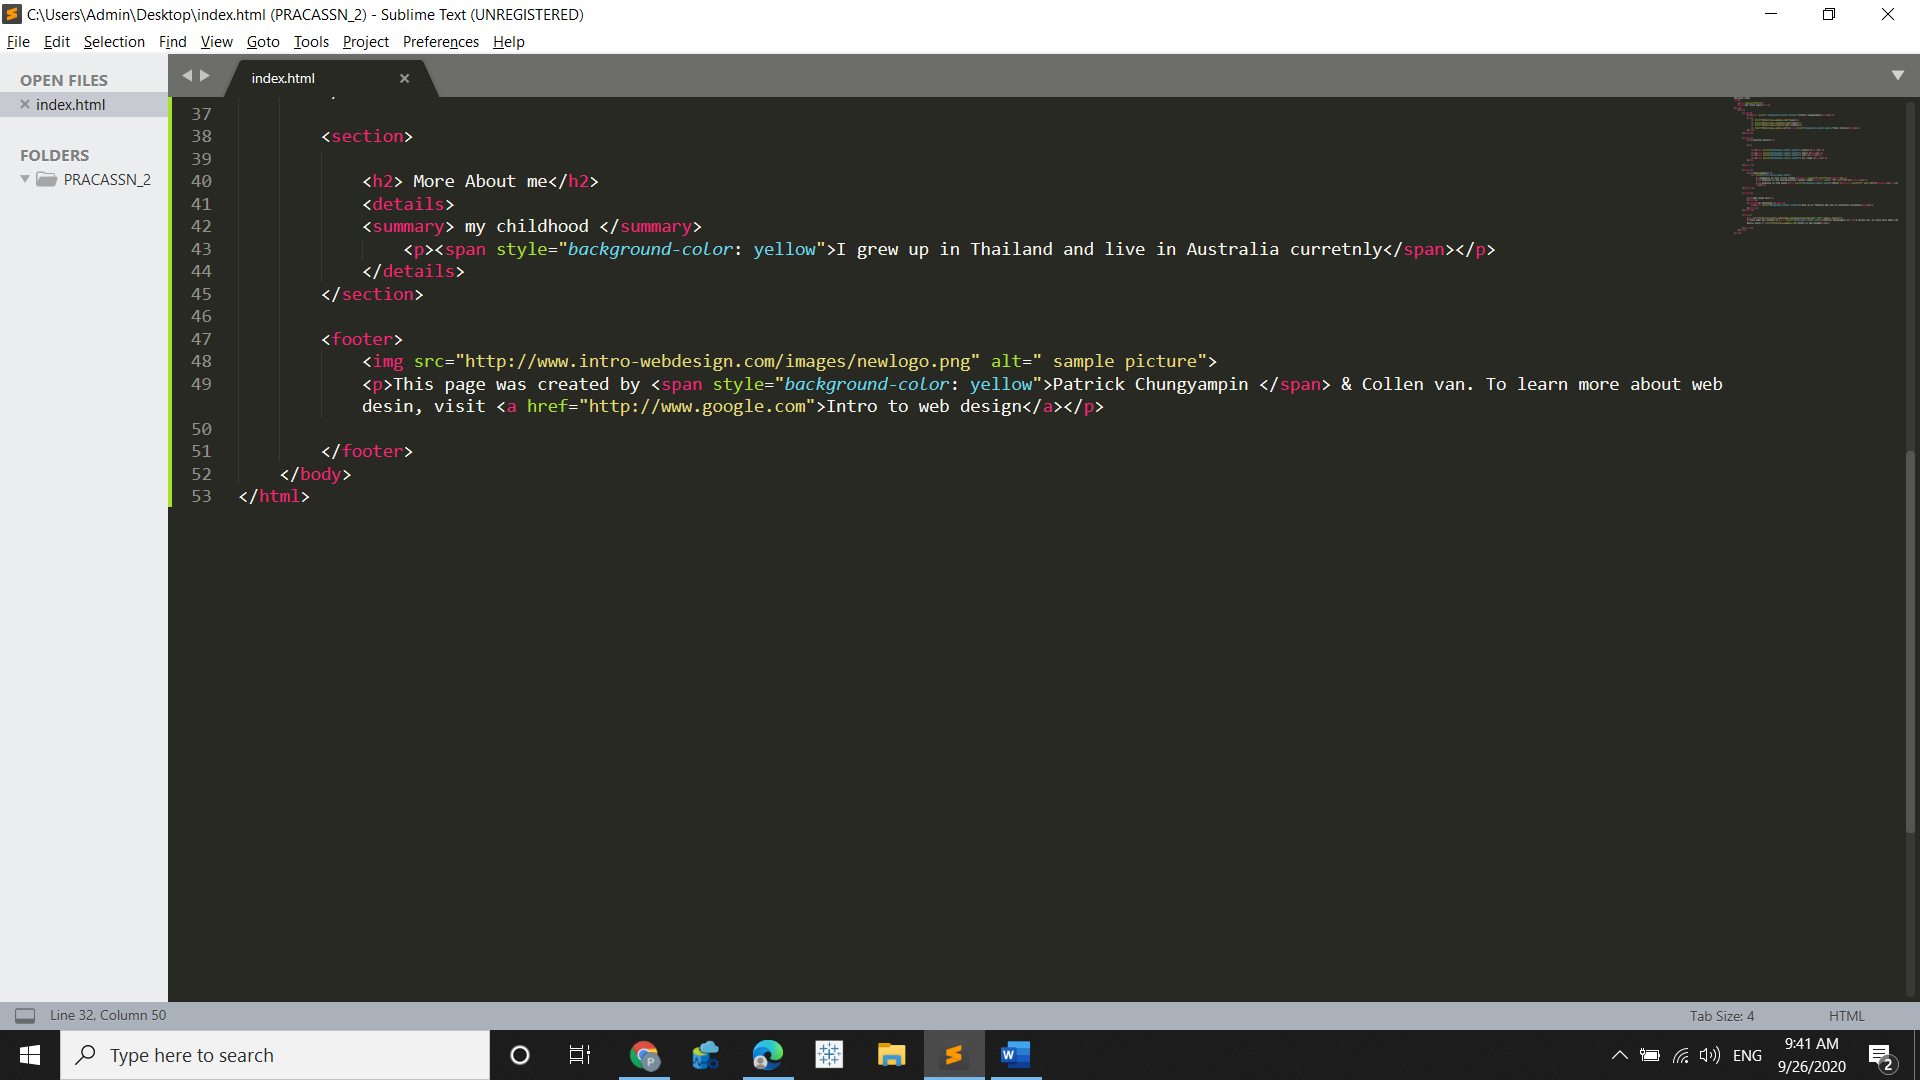 C:\Users\Admin\Desktop\index.html (PRACASSN_2) - Sublime Text (UNREGISTERED)
File Edit Selection Find View Goto Tools Project Preferences Help
OPEN FILES
index.html
FOLDERS
PRACASSN_2
index.html
37
38 <section>
39
40 <h2> More About me</h2>
41 <details>
42 <summary> my childhood </summary>
43 <p><span style="background-color: yellow">I grew up in Thailand and live in Australia curretnly</span></p>
44 </details>
45 </section>
46
47 <footer>
48 <img src="http://www.intro-webdesign.com/images/newlogo.png" alt=" sample picture">
49 <p>This page was created by <span style="background-color: yellow">Patrick Chungyampin </span> & Collen van. To learn more about web
desin, visit <a href="http://www.google.com">Intro to web design</a></p>
50
51 </footer>
52 </body>
53 </html>
Line 32, Column 50
Tab Size: 4
HTML
Type here to search
ENG
9:41 AM
9/26/2020
2